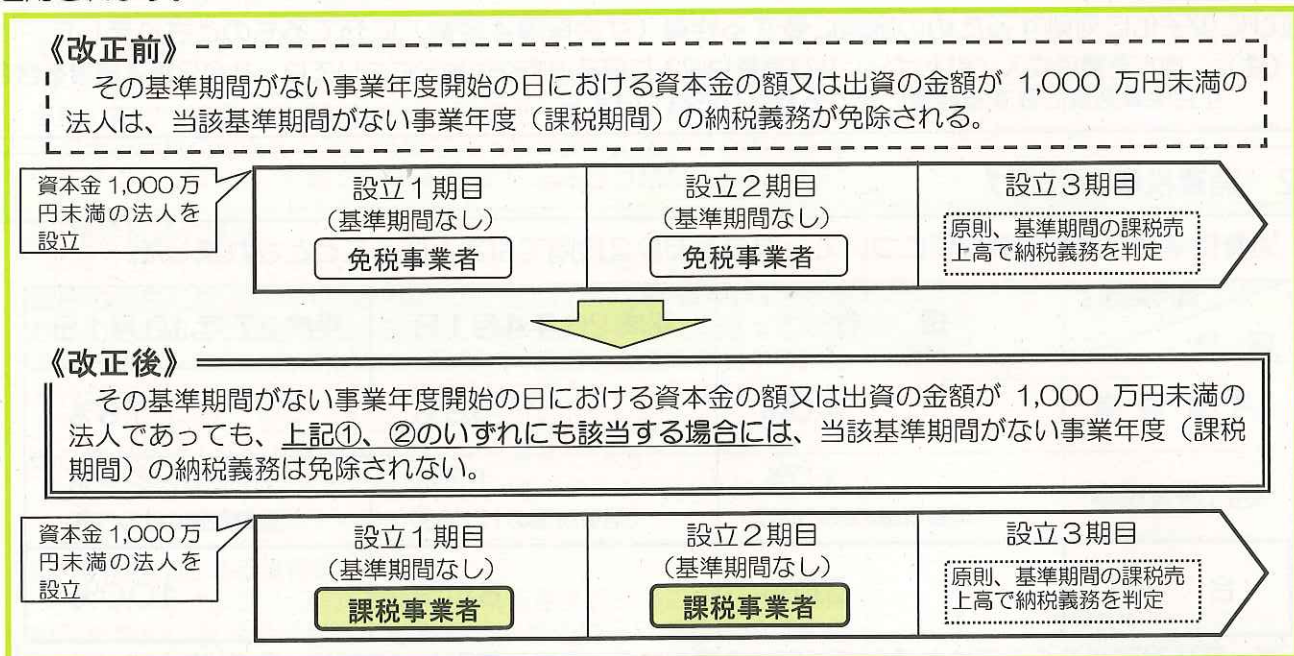 《改正前》
その基準期間がない事業年度開始の日における資本金の額又は出資の金額が 1,000 万円未満の
法人は、当該基準期間がない事業年度（課税期間）の納税義務が免除される。
資本金 1,000 万
円未満の法人を
設立
設立１期目
（基準期間なし）
免税事業者
設立２期目
（基準期間なし）
免税事業者
設立３期目
原則、基準期間の課税売
上高で納税義務を判定
《改正後》
その基準期間がない事業年度開始の日における資本金の額又は出資の金額が 1,000 万円未満の
法人であっても、上記①、②のいずれにも該当する場合には、当該基準期間がない事業年度（課税
期間）の納税義務は免除されない。
資本金 1,000 万
円未満の法人を
設立
設立１期目
（基準期間なし）
課税事業者
設立２期目
（基準期間なし）
課税事業者
設立３期目
原則、基準期間の課税売
上高で納税義務を判定